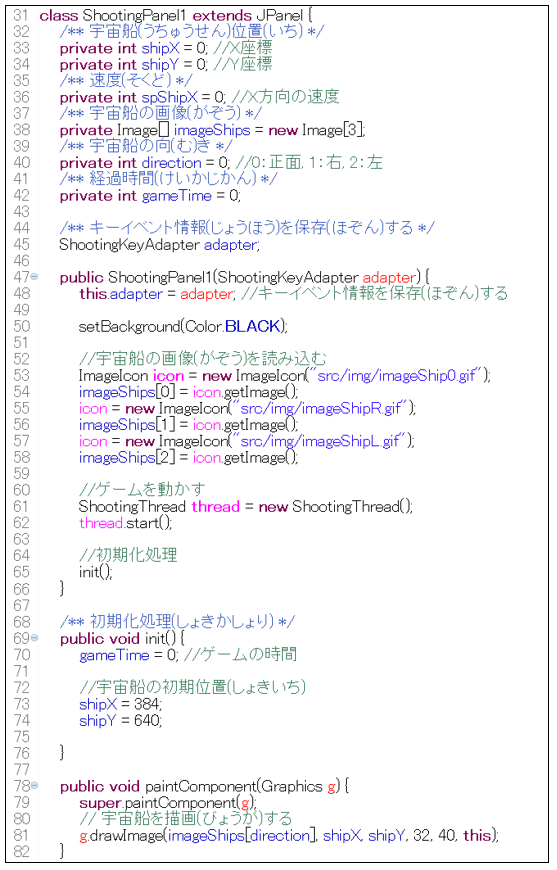 31 class ShootingPanel1 extends JPanel {
32 /** 宇宙船(うちゅうせん)位置(いち) */
33 private int shipX = 0; //X座標
34 private int shipY = 0; //Y座標
35 /** 速度(そくど) */
36 private int spShipX = 0; //X方向の速度
37 /** 宇宙船の画像(がぞう) */
38 private Image[] imageShips = new Image[3];
39 /** 宇宙船の向(む)き */
40 private int direction = 0; //0: 正面, 1: 右, 2: 左
41 /** 経過時間(けいかじかん) */
42 private int gameTime = 0;
43
44 /** キーイベント情報(じょうほう)を保存(ほぞん)する */
45 ShootingKeyAdapter adapter;
46
47 public ShootingPanel1(ShootingKeyAdapter adapter) {
48 this.adapter = adapter; //キーイベント情報を保存(ほぞん)する
49
50 setBackground(Color.BLACK);
51
52 //宇宙船の画像(がぞう)を読み込む
53 ImageIcon icon = new ImageIcon("src/img/imageShip0.gif");
54 imageShips[0] = icon.getImage();
55 icon = new ImageIcon("src/img/imageShipR.gif");
56 imageShips[1] = icon.getImage();
57 icon = new ImageIcon("src/img/imageShipL.gif");
58 imageShips[2] = icon.getImage();
59
60 //ゲームを動かす
61 ShootingThread thread = new ShootingThread();
62 thread.start();
63
64 //初期化処理
65 init();
66 }
67
68 /** 初期化処理(しょきかしょり) */
69 public void init() {
70 gameTime = 0; //ゲームの時間
71
72 //宇宙船の初期位置(しょきいち)
73 shipX = 384;
74 shipY = 640;
75
76 }
77
78 public void paintComponent(Graphics g) {
79 super.paintComponent(g);
80 // 宇宙船を描画(びょうが)する
81 g.drawImage(imageShips[direction], shipX, shipY, 32, 40, this);
82 }